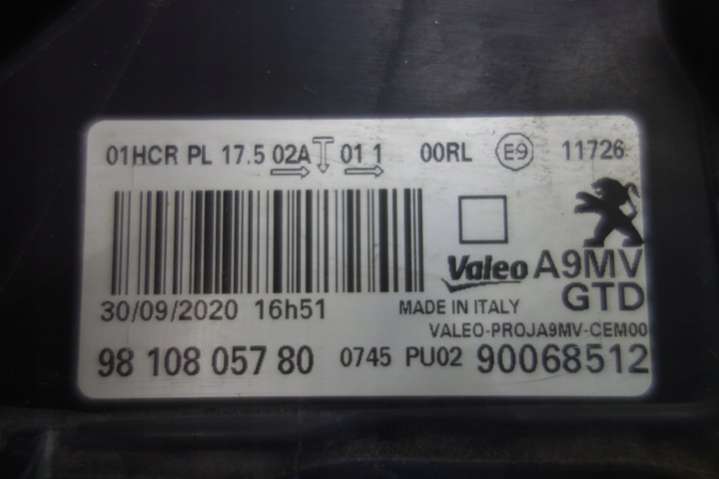 01HCR PL 17.5 02A 01 1 00RL E9 11726
Valeo A9MV
30/09/2020 16h51 MADE IN ITALY GTD
VALEO-PROJA9MV-CEM00
98 108 057 80 0745 PU02 90068512